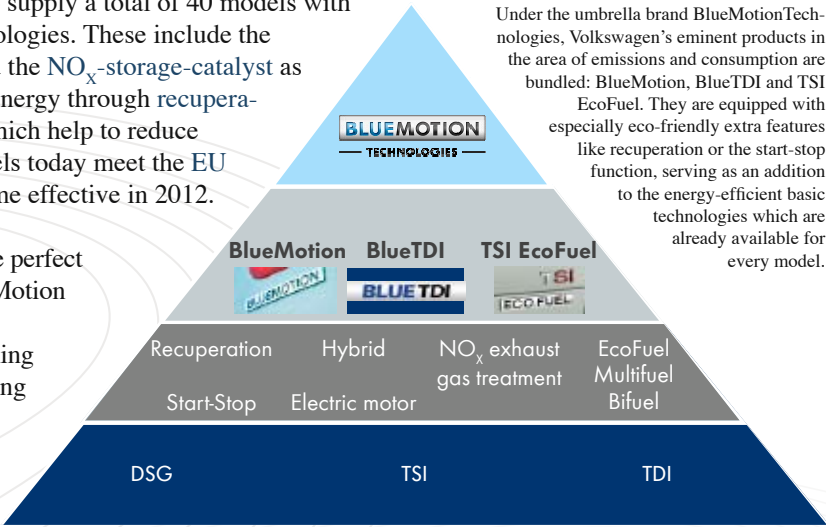 supply a total of 40 models with
ologies. These include the
the NOX-storage-catalyst as
nergy through recupera-
hich help to reduce
els today meet the EU
ne effective in 2012.
e perfect
Motion
ing
ng
Under the umbrella brand BlueMotionTech-
nologies, Volkswagen's eminent products in
the area of emissions and consumption are
bundled: BlueMotion, BlueTDI and TSI
EcoFuel. They are equipped with
especially eco-friendly extra features
like recuperation or the start-stop
function, serving as an addition
to the energy-efficient basic
technologies which are
already available for
every model.
BLUEMOTION
TECHNOLOGIES
BlueMotion BlueTDI TSI EcoFuel
BLUEMOTION BLUETDI TSI
ECOFUEL
Recuperation Hybrid NOx exhaust EcoFuel
gas treatment Multifuel
Start-Stop Electric motor Bifuel
DSG TSI TDI